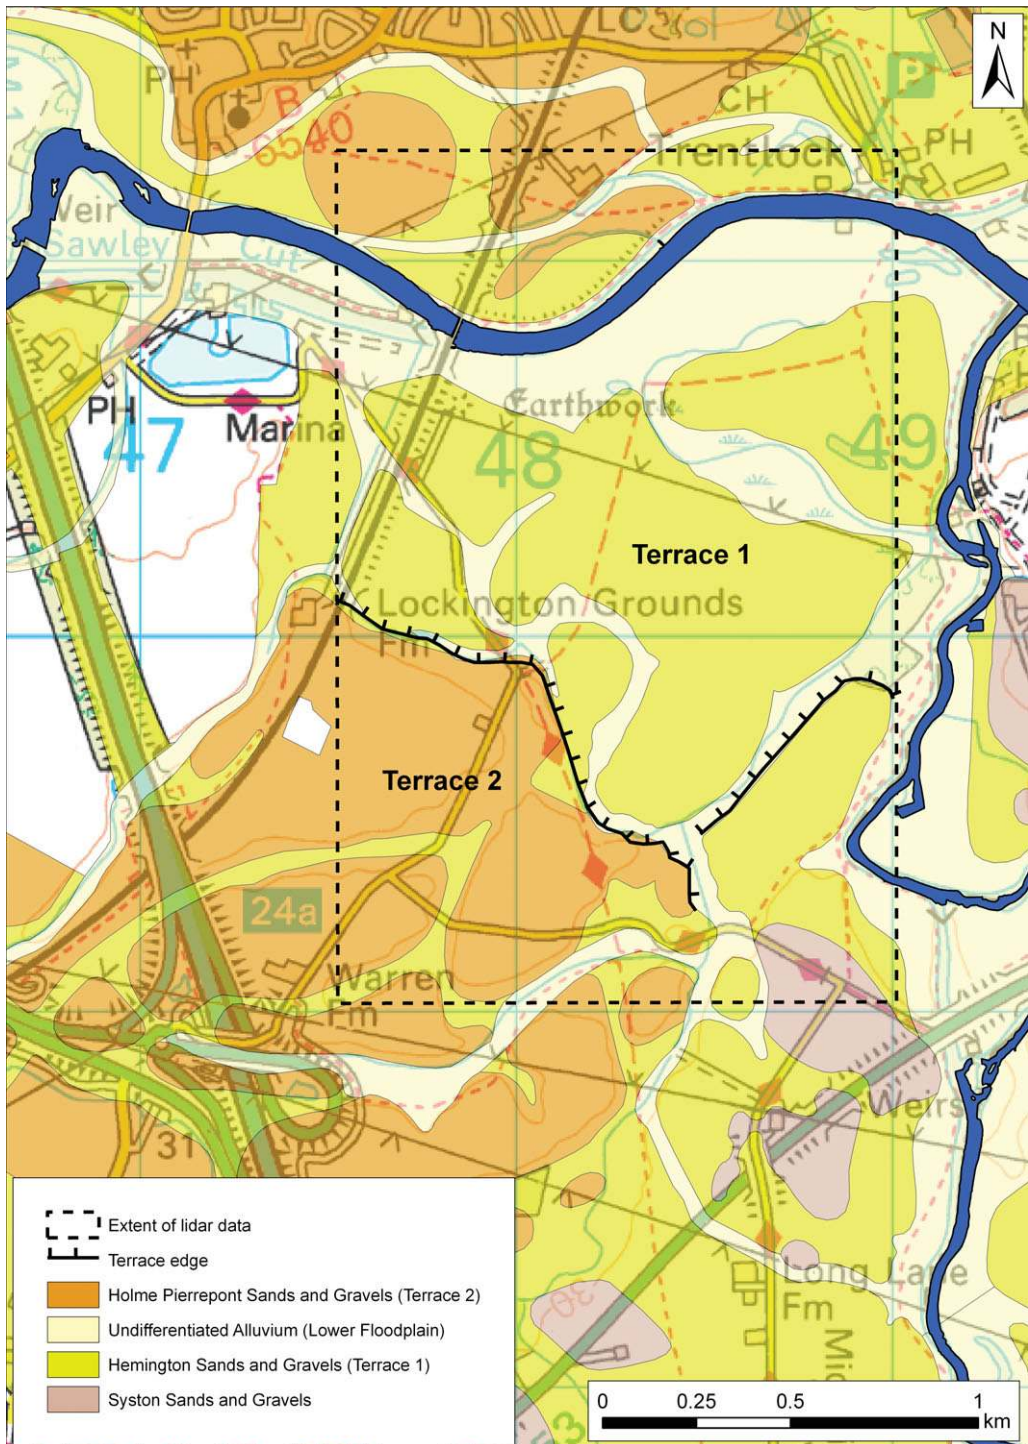 N
LC
PH
B
6540
P
CH
Trentlock
PH
Weir
Sawley
Cut
Earthwork
PH
Marina
47
48
49
Terrace 1
Lockington Grounds
Fm
Terrace 2
24a
Warren
Fm
Weirs
31
Long Lane
Fm
30
Extent of lidar data
Terrace edge
Holme Pierrepont Sands and Gravels (Terrace 2)
Undifferentiated Alluvium (Lower Floodplain)
Hemington Sands and Gravels (Terrace 1)
Syston Sands and Gravels
0 0.25 0.5 1
km